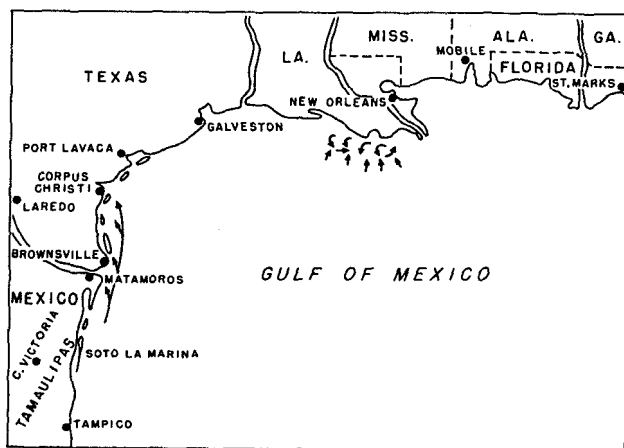 MISS.
ALA.
GA.
LA.
MOBILE
TEXAS
FLORIDA
ST. MARKS
NEW ORLEANS
GALVESTON
PORT LAVACA
CORPUS
CHRISTI
LAREDO
BROWNSVILLE
GULF OF MEXICO
MATAMOROS
MEXICO
C. VICTORIA
TAMAULIPAS
SOTO LA MARINA
TAMPICO